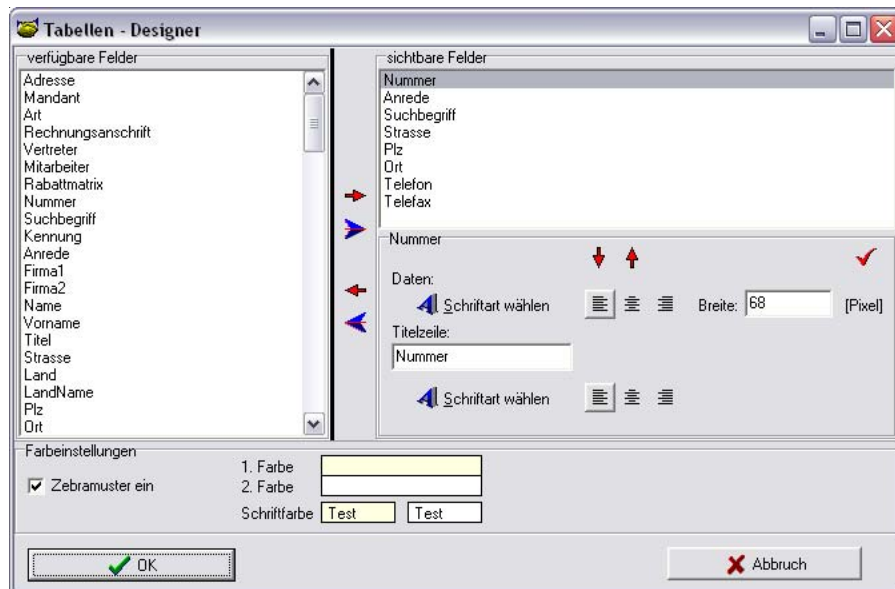 Tabellen - Designer
verfügbare Felder
Adresse
Mandant
Art
Rechnungsanschrift
Vertreter
Mitarbeiter
Rabattmatrix
Nummer
Suchbegriff
Kennung
Anrede
Firma1
Firma2
Name
Vorname
Titel
Strasse
Land
LandName
Plz
Ort
sichtbare Felder
Nummer
Anrede
Suchbegriff
Strasse
Plz
Ort
Telefon
Telefax
Nummer
Daten:
Schriftart wählen Breite: 68 [Pixel]
Titelzeile:
Nummer
Schriftart wählen
Farbeinstellungen
Zebramuster ein
1. Farbe
2. Farbe
Schriftfarbe Test Test
OK Abbruch